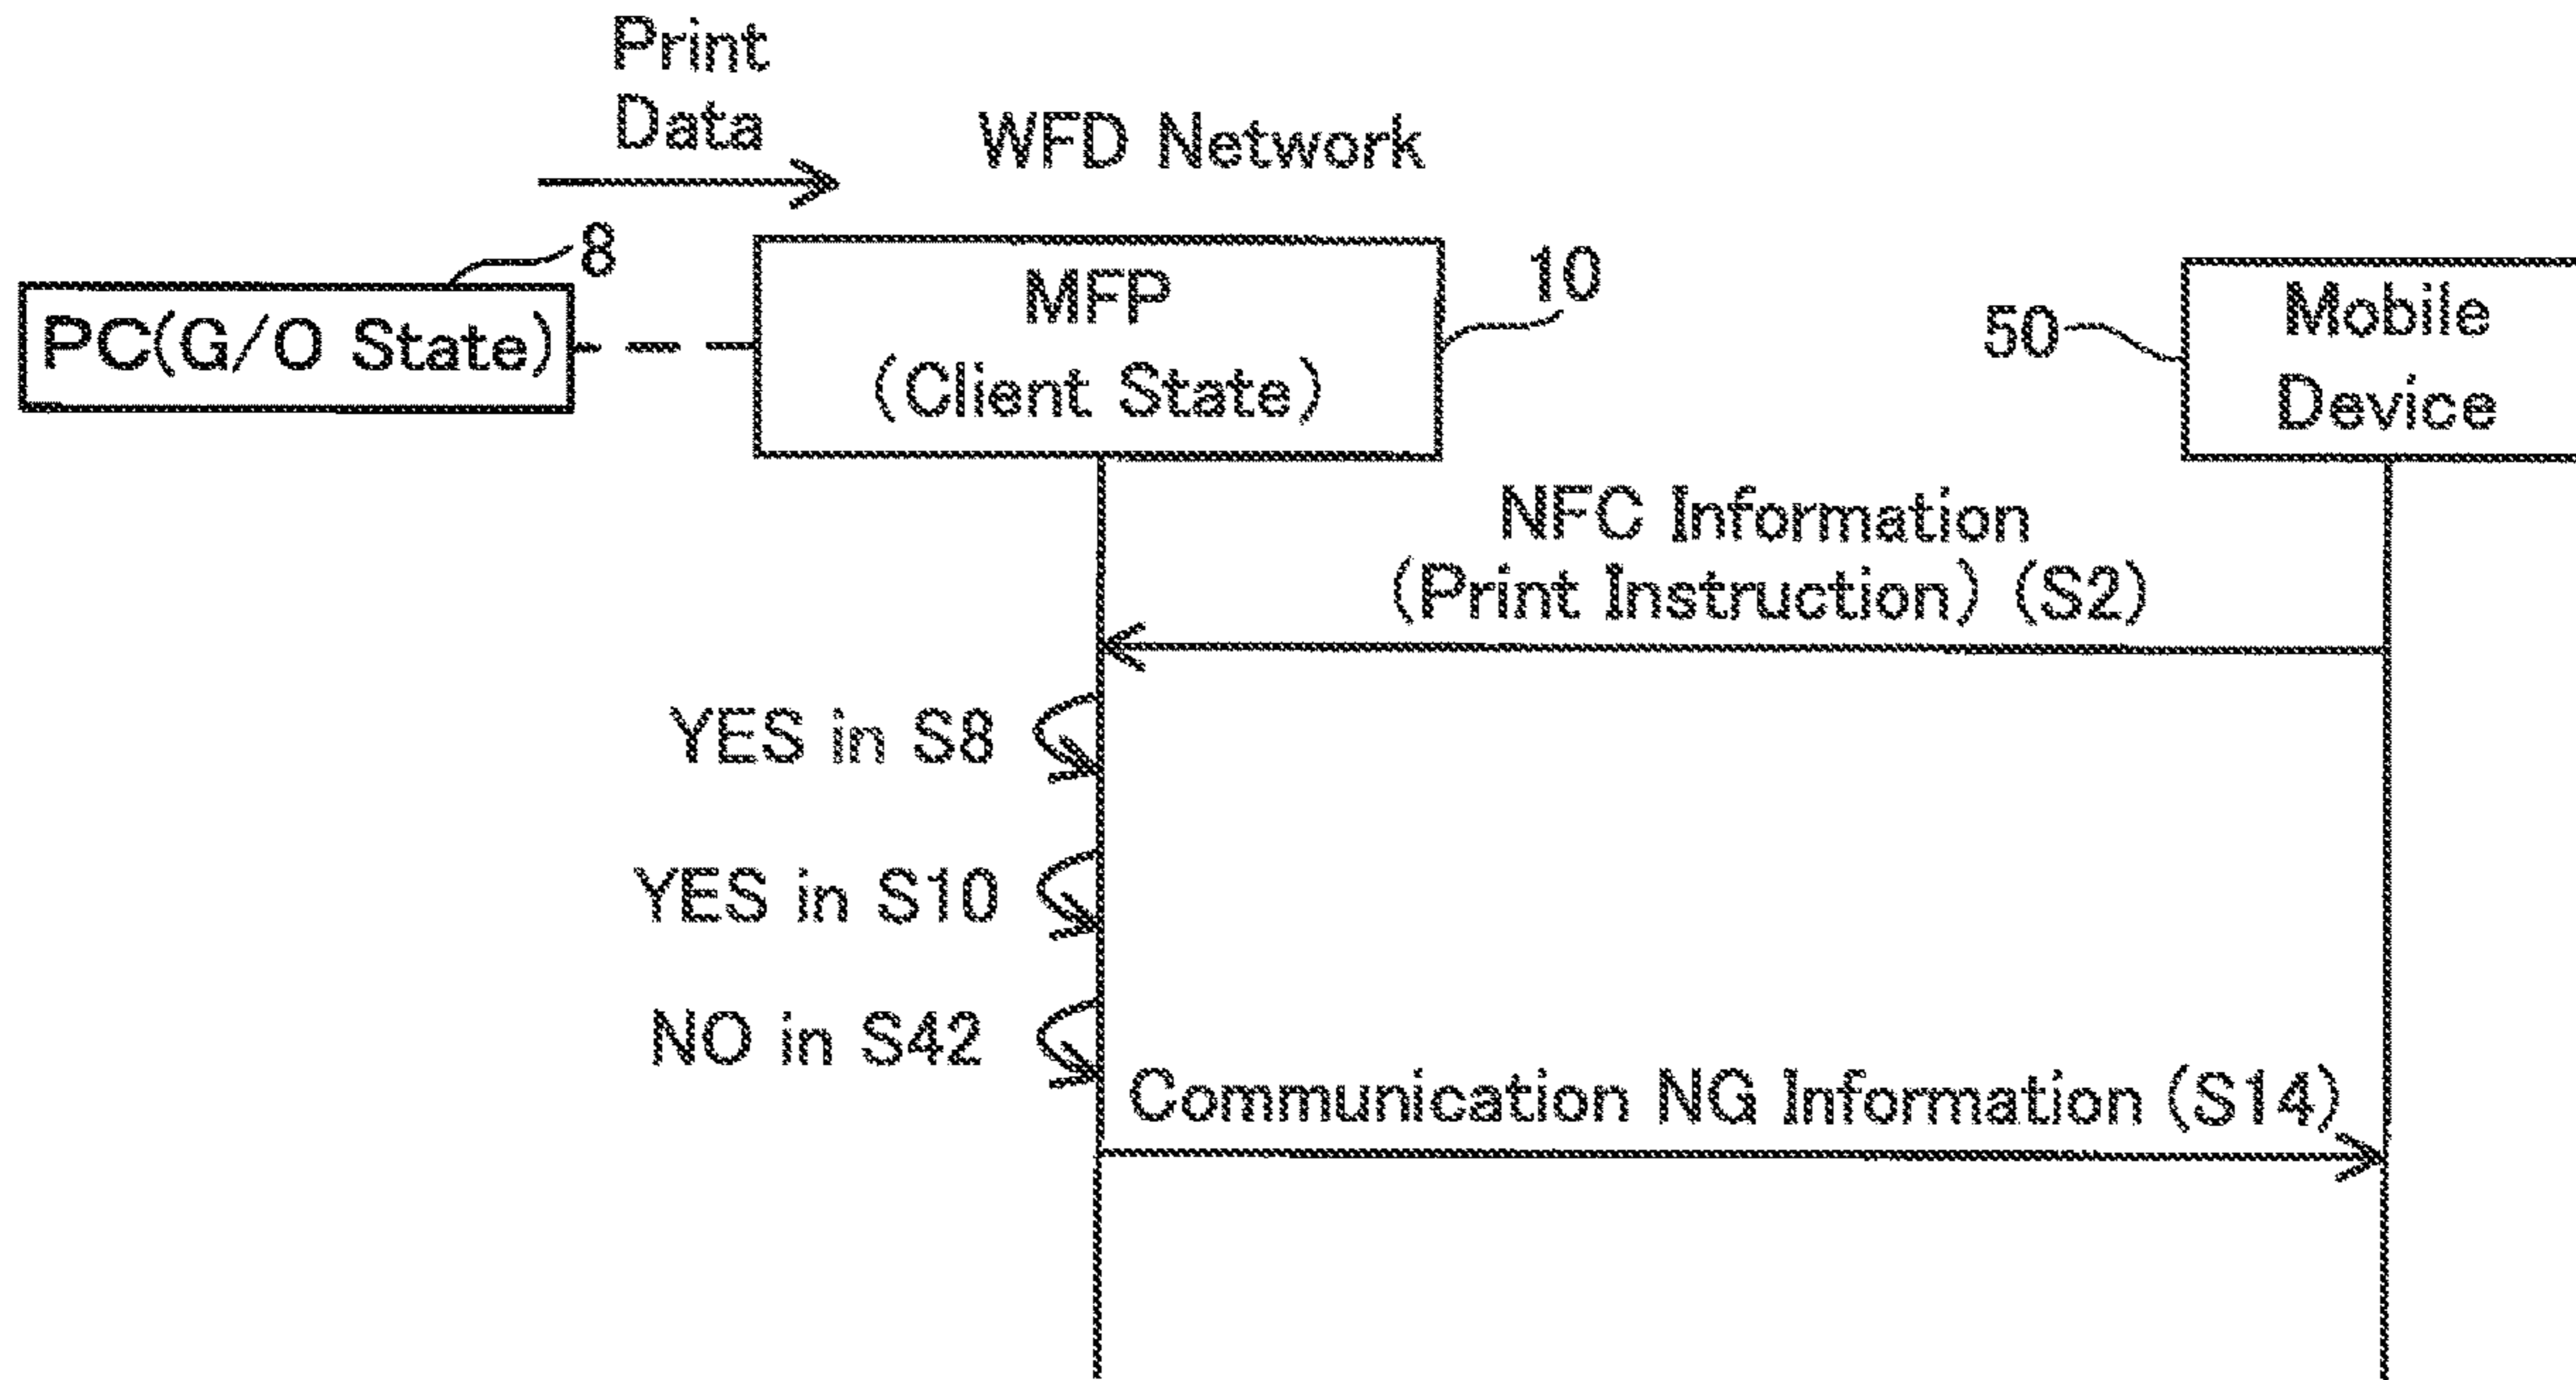 Print
Data
WFD Network
8
PC(G/O State)
MFP
(Client State)
10
50
Mobile
Device
NFC Information
(Print Instruction) (S2)
YES in S8
YES in S10
NO in S42
Communication NG Information (S14)